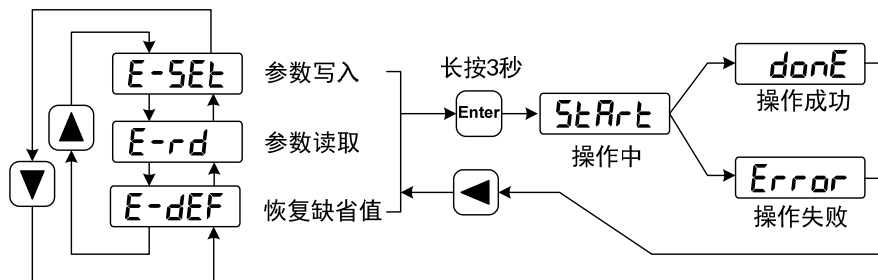 E-SEt 参数写入
E-rd 参数读取
E-dEF 恢复缺省值
长按3秒
Enter
StArt
操作中
donE
操作成功
Error
操作失败